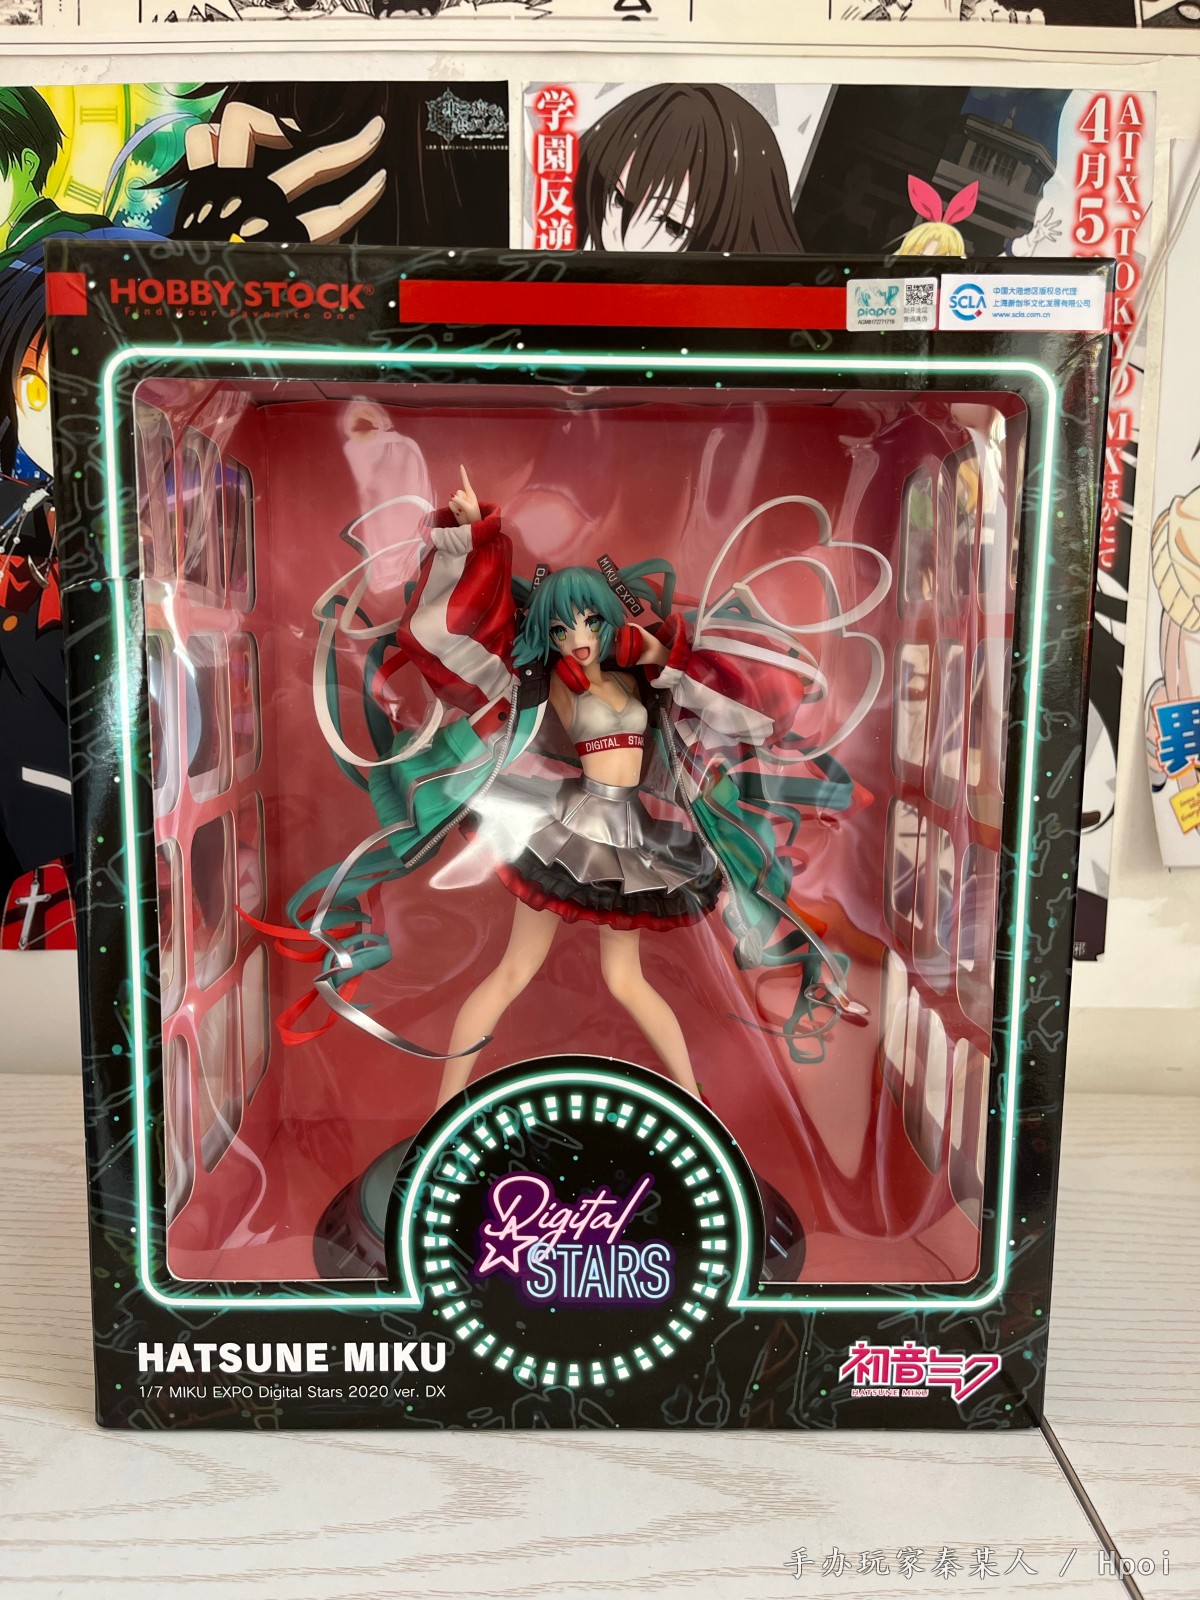 学園反逆
AT-X、TOKYO MXほかにて
4月5
HOBBY STOCK®
Find Your Favorite One
piapro
SCLA
中国大陆地区版权总代理
上海新创华文化发展有限公司
www.scla.com.cn
MIKU EXPO
EXPO
DIGITAL STAR
異
Digital
STARS
HATSUNE MIKU
1/7 MIKU EXPO Digital Stars 2020 ver. DX
初音ミク
HATSUNE MIKU
手办玩家秦某人 / Hpoi